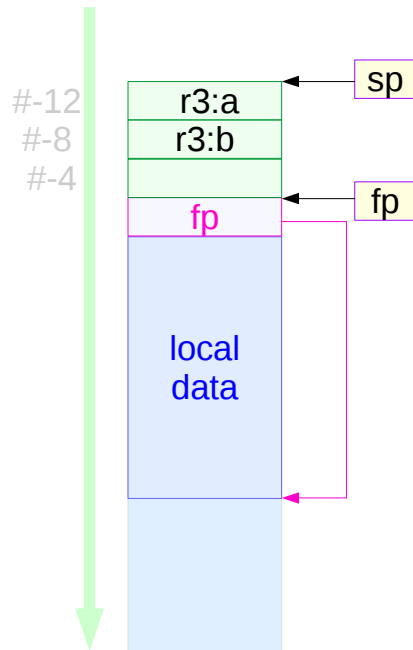 sp
#-12
r3:a
#-8
r3:b
#-4
fp
fp
local
data